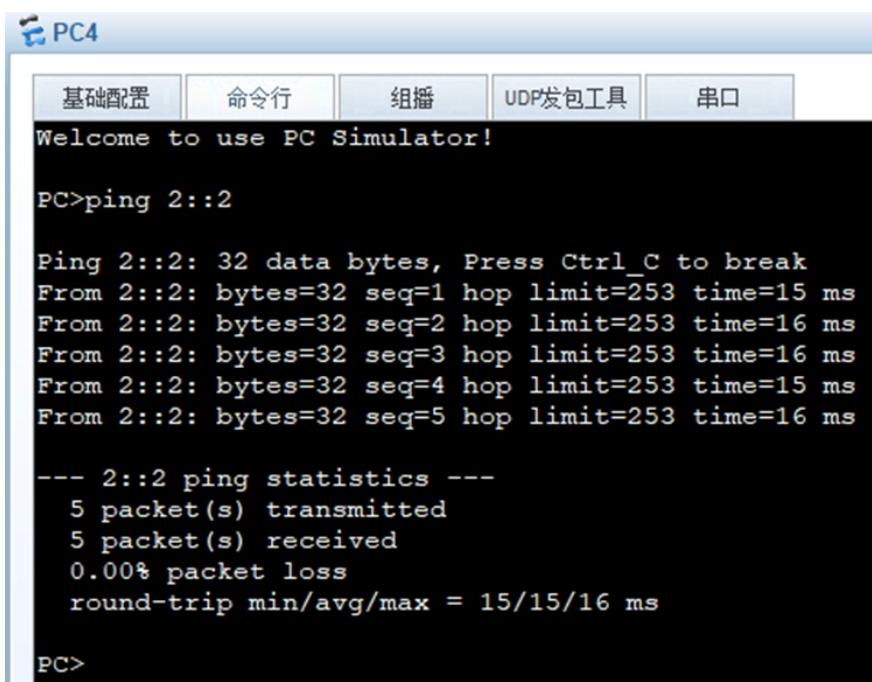 PC4
基础配置 命令行 组播 UDP发包工具 串口
Welcome to use PC Simulator!
PC>ping 2::2
Ping 2::2: 32 data bytes, Press Ctrl_C to break
From 2::2: bytes=32 seq=1 hop limit=253 time=15 ms
From 2::2: bytes=32 seq=2 hop limit=253 time=16 ms
From 2::2: bytes=32 seq=3 hop limit=253 time=16 ms
From 2::2: bytes=32 seq=4 hop limit=253 time=15 ms
From 2::2: bytes=32 seq=5 hop limit=253 time=16 ms
--- 2::2 ping statistics ---
5 packet(s) transmitted
5 packet(s) received
0.00% packet loss
round-trip min/avg/max = 15/15/16 ms
PC>